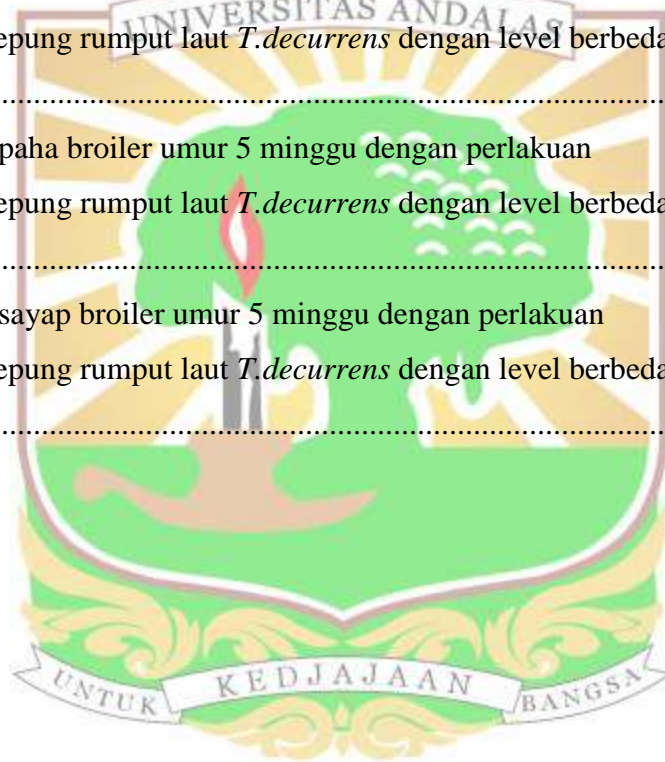 UNIVERSITAS ANDALAS
epung rumput laut T.decurrens dengan level berbeda
................................................................................
paha broiler umur 5 minggu dengan perlakuan
epung rumput laut T.decurrens dengan level berbeda
................................................................................
sayap broiler umur 5 minggu dengan perlakuan
epung rumput laut T.decurrens dengan level berbeda
................................................................................
UNTUK KEDJAJAAN BANGSA